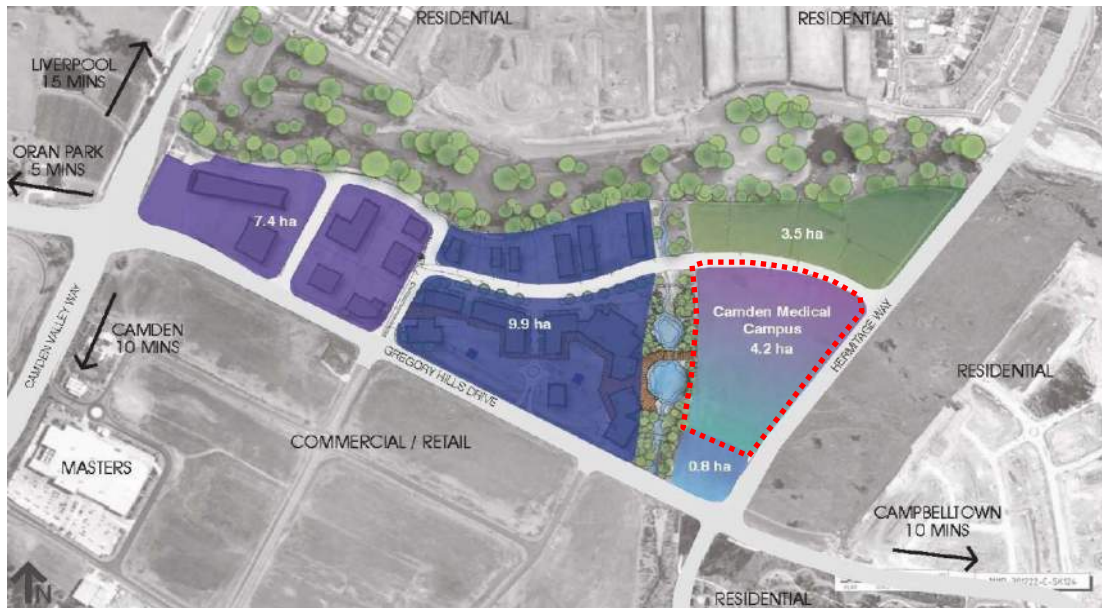 RESIDENTIAL
RESIDENTIAL
LIVERPOOL
15 MINS
ORAN PARK
5 MINS
7.4 ha
3.5 ha
CAMDEN VALLEY WAY
CAMDEN
10 MINS
9.9 ha
Camden Medical
Campus
4.2 ha
HERMITAGE WAY
GREGORY HILLS DRIVE
RESIDENTIAL
COMMERCIAL / RETAIL
MASTERS
0.8 ha
CAMPBELLTOWN
10 MINS
N
RESIDENTIAL